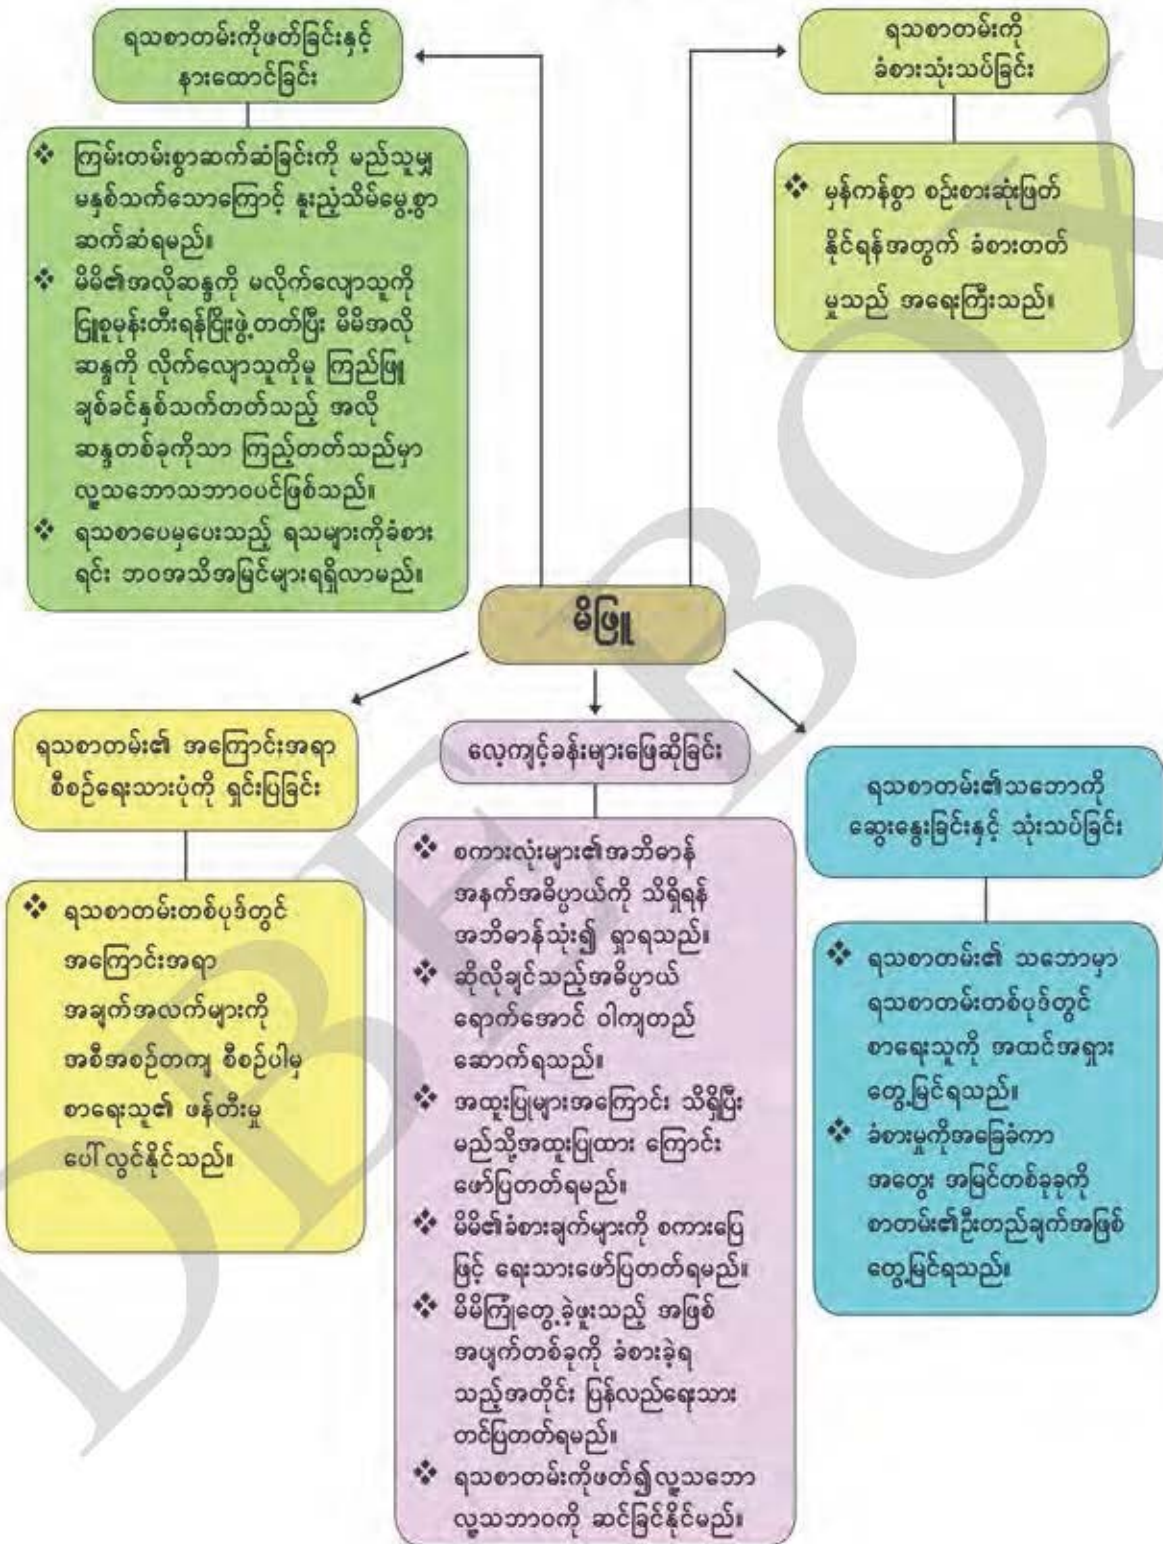 ရသစာတမ်းကိုဖတ်ခြင်းနှင့်
နားထောင်ခြင်း
❖ ကြမ်းတမ်းစွာဆက်ဆံခြင်းကို မည်သူမျှ
မနှစ်သက်သောကြောင့် နူးညံ့သိမ်မွေ့စွာ
ဆက်ဆံရမည်။
❖ မိမိ၏အလိုဆန္ဒကို မလိုက်လျောသူကို
ငြူစူမုန်းတီးရန်ငြိုးဖွဲ့တတ်ပြီး မိမိအလို
ဆန္ဒကို လိုက်လျောသူကိုမူ ကြည်ဖြူ
ချစ်ခင်နှစ်သက်တတ်သည့် အလို
ဆန္ဒတစ်ခုကိုသာ ကြည့်တတ်သည်မှာ
လူ့သဘောသဘာဝပင်ဖြစ်သည်။
❖ ရသစာပေမှပေးသည့် ရသများကိုခံစား
ရင်း ဘဝအသိအမြင်များရရှိလာမည်။
ရသစာတမ်းကို
ခံစားသုံးသပ်ခြင်း
❖ မှန်ကန်စွာ စဉ်းစားဆုံးဖြတ်
နိုင်ရန်အတွက် ခံစားတတ်
မှုသည် အရေးကြီးသည်။
မိဖြူ
ရသစာတမ်း၏ အကြောင်းအရာ
စီစဉ်ရေးသားပုံကို ရှင်းပြခြင်း
❖ ရသစာတမ်းတစ်ပုဒ်တွင်
အကြောင်းအရာ
အချက်အလက်များကို
အစီအစဉ်တကျ စီစဉ်ပါမှ
စာရေးသူ၏ ဖန်တီးမှု
ပေါ်လွင်နိုင်သည်။
လေ့ကျင့်ခန်းများဖြေဆိုခြင်း
❖ စကားလုံးများ၏အဘိဓာန်
အနက်အဓိပ္ပာယ်ကို သိရှိရန်
အဘိဓာန်သုံး၍ ရှာရသည်။
❖ ဆိုလိုချင်သည့်အဓိပ္ပာယ်
ရောက်အောင် ဝါကျတည်
ဆောက်ရသည်။
❖ အထူးပြုများအကြောင်း သိရှိပြီး
မည်သို့အထူးပြုထား ကြောင်း
ဖော်ပြတတ်ရမည်။
❖ မိမိ၏ခံစားချက်များကို စကားပြေ
ဖြင့် ရေးသားဖော်ပြတတ်ရမည်။
❖ မိမိကြုံတွေ့ခဲ့ဖူးသည့် အဖြစ်
အပျက်တစ်ခုကို ခံစားခဲ့ရ
သည့်အတိုင်း ပြန်လည်ရေးသား
တင်ပြတတ်ရမည်။
❖ ရသစာတမ်းကိုဖတ်၍လူ့သဘော
လူ့သဘာဝကို ဆင်ခြင်နိုင်မည်။
ရသစာတမ်း၏သဘောကို
ဆွေးနွေးခြင်းနှင့် သုံးသပ်ခြင်း
❖ ရသစာတမ်း၏ သဘောမှာ
ရသစာတမ်းတစ်ပုဒ်တွင်
စာရေးသူကို အထင်အရှား
တွေ့မြင်ရသည်။
❖ ခံစားမှုကိုအခြေခံကာ
အတွေး အမြင်တစ်ခုခုကို
စာတမ်း၏ဦးတည်ချက်အဖြစ်
တွေ့မြင်ရသည်။
DBE BOX